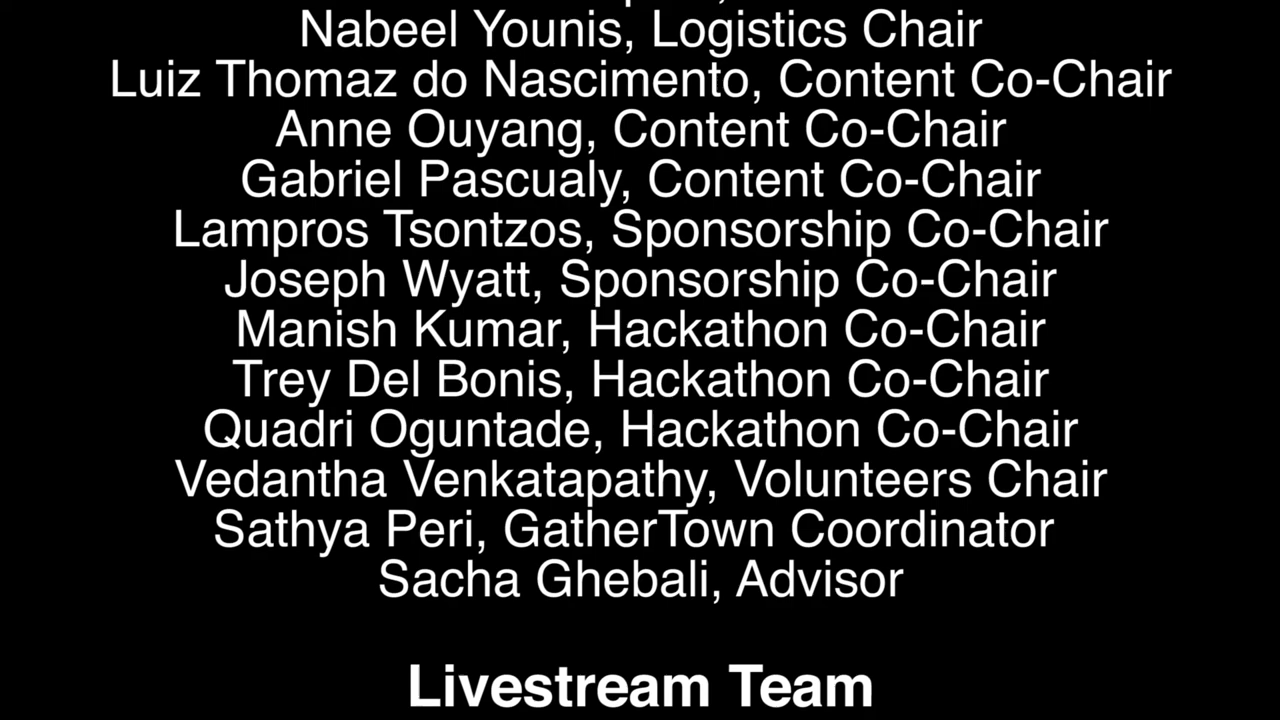 Nabeel Younis, Logistics Chair
Luiz Thomaz do Nascimento, Content Co-Chair
Anne Ouyang, Content Co-Chair
Gabriel Pascualy, Content Co-Chair
Lampros Tsontzos, Sponsorship Co-Chair
Joseph Wyatt, Sponsorship Co-Chair
Manish Kumar, Hackathon Co-Chair
Trey Del Bonis, Hackathon Co-Chair
Quadri Oguntade, Hackathon Co-Chair
Vedantha Venkatapathy, Volunteers Chair
Sathya Peri, GatherTown Coordinator
Sacha Ghebali, Advisor
Livestream Team